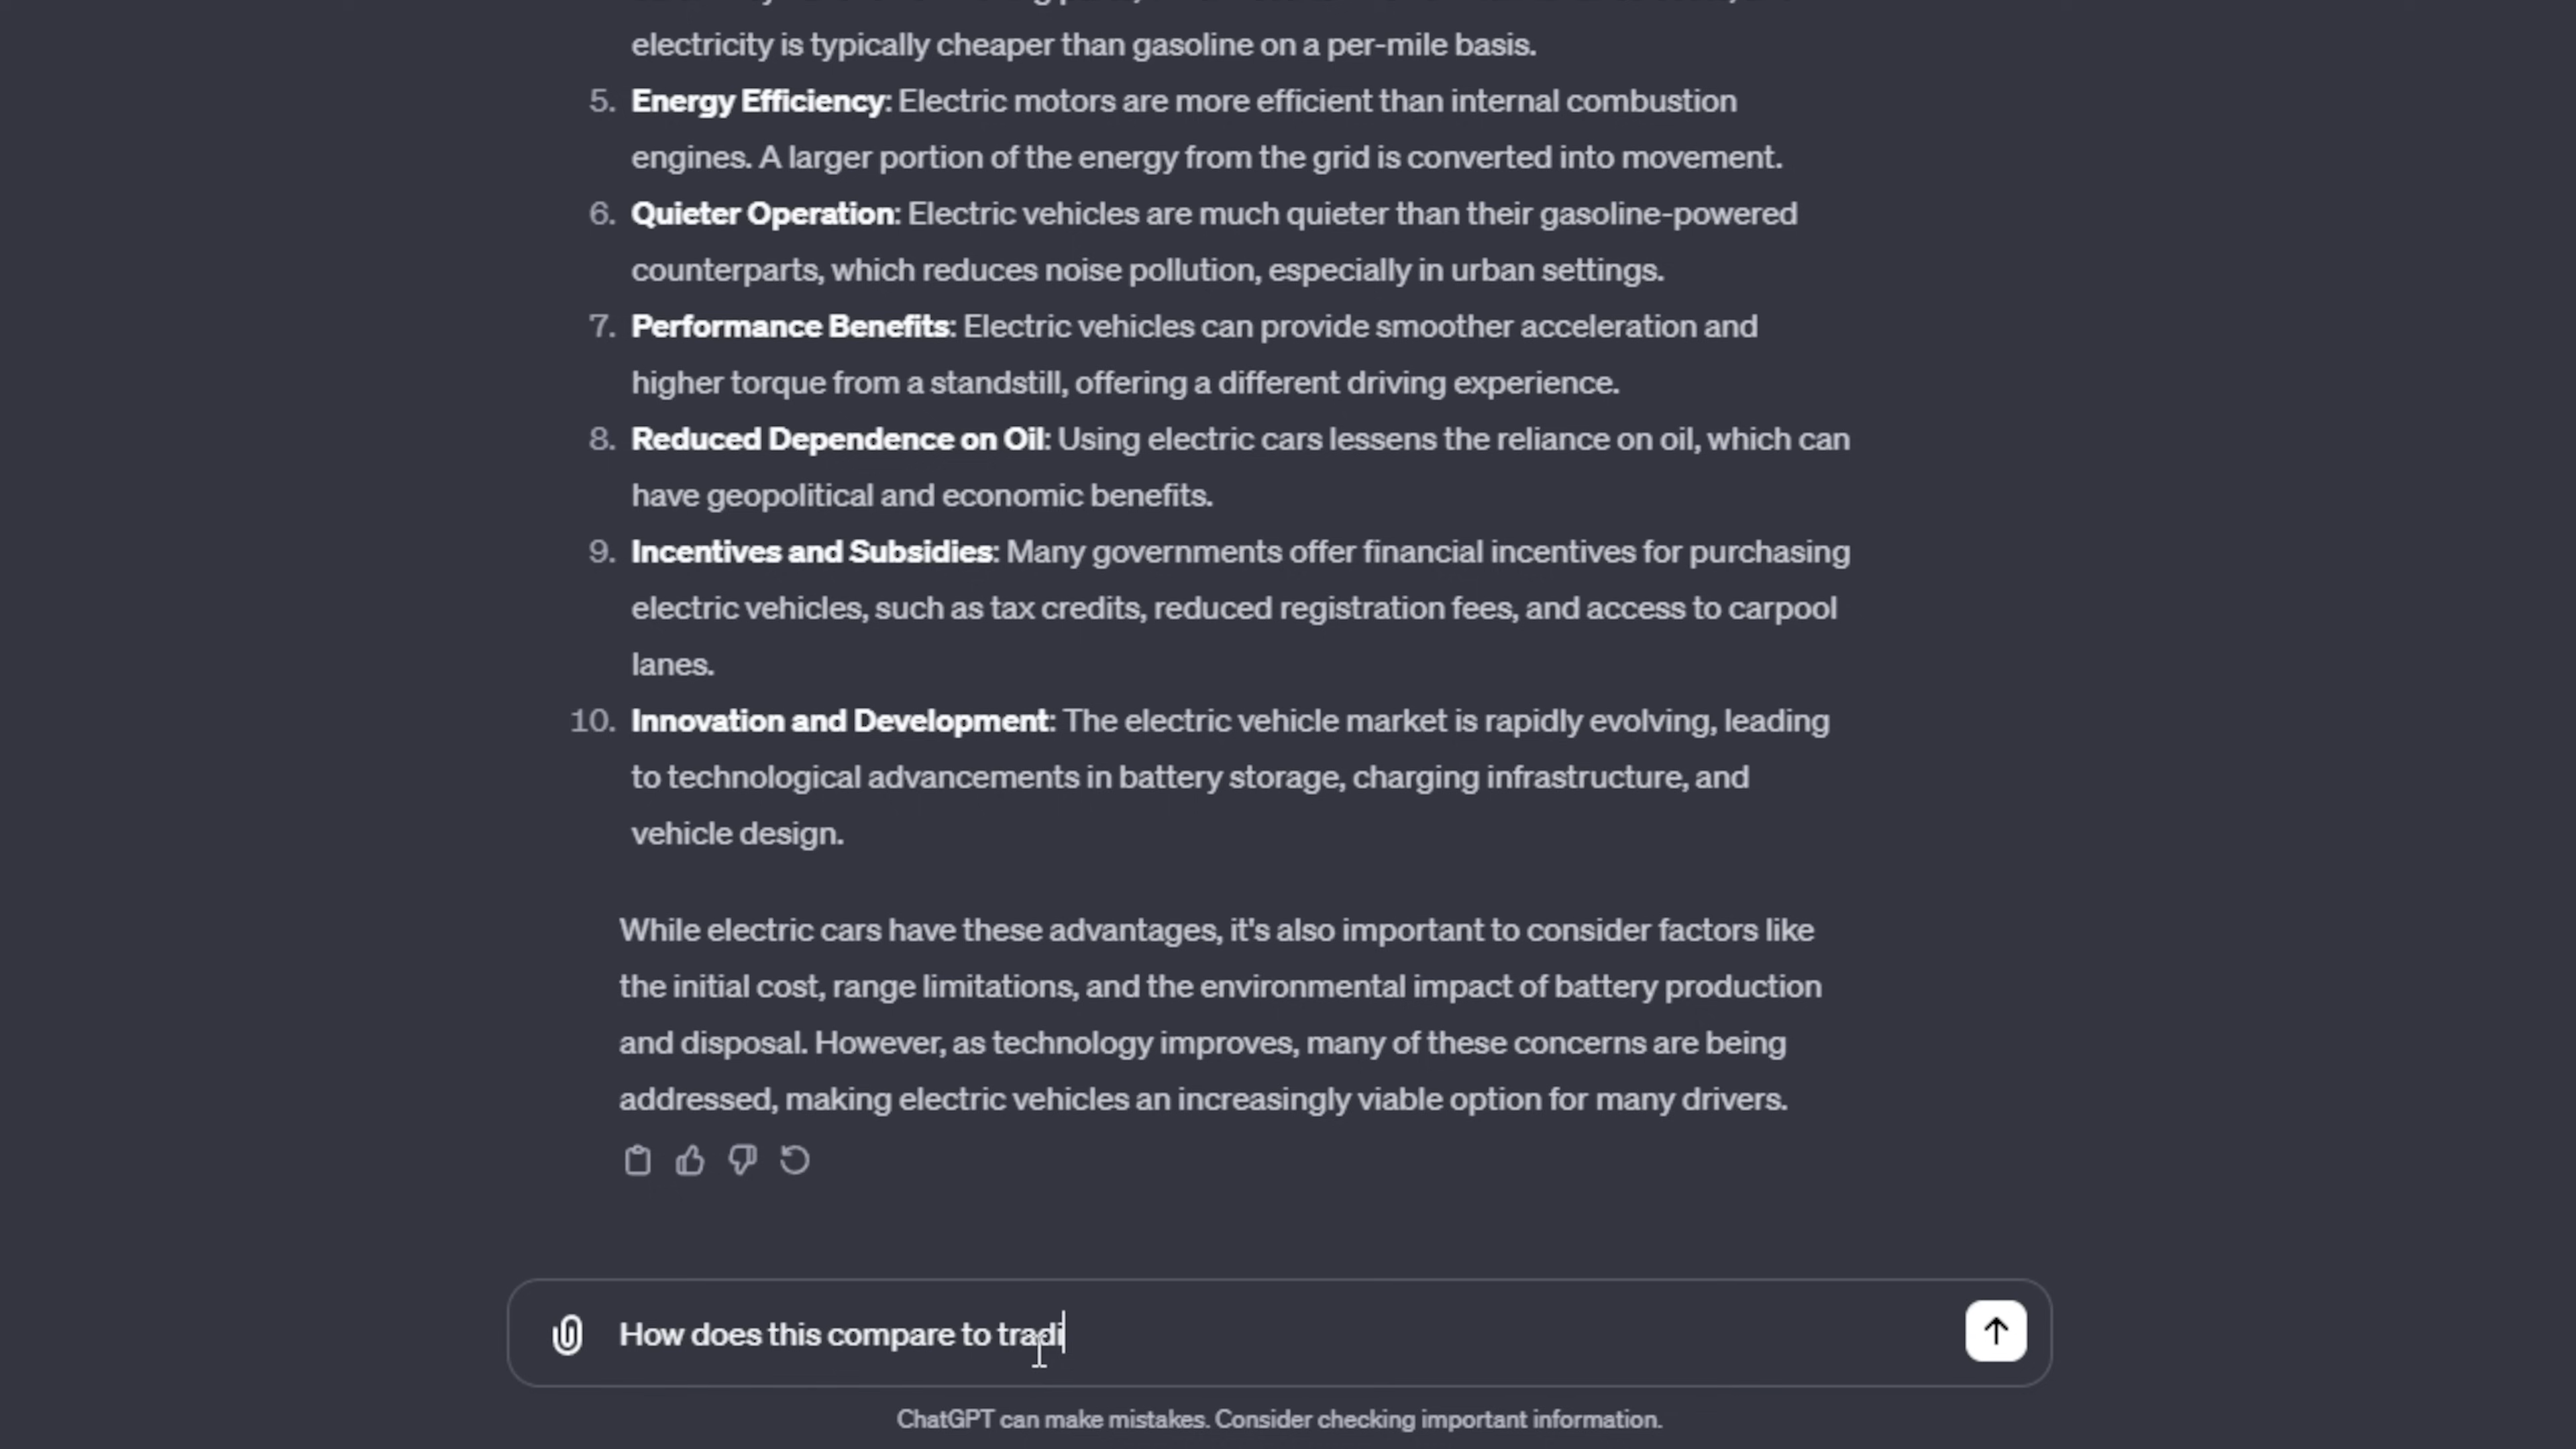 electricity is typically cheaper than gasoline on a per-mile basis.
5. Energy Efficiency: Electric motors are more efficient than internal combustion
engines. A larger portion of the energy from the grid is converted into movement.
6. Quieter Operation: Electric vehicles are much quieter than their gasoline-powered
counterparts, which reduces noise pollution, especially in urban settings.
7. Performance Benefits: Electric vehicles can provide smoother acceleration and
higher torque from a standstill, offering a different driving experience.
8. Reduced Dependence on Oil: Using electric cars lessens the reliance on oil, which can
have geopolitical and economic benefits.
9. Incentives and Subsidies: Many governments offer financial incentives for purchasing
electric vehicles, such as tax credits, reduced registration fees, and access to carpool
lanes.
10. Innovation and Development: The electric vehicle market is rapidly evolving, leading
to technological advancements in battery storage, charging infrastructure, and
vehicle design.
While electric cars have these advantages, it's also important to consider factors like
the initial cost, range limitations, and the environmental impact of battery production
and disposal. However, as technology improves, many of these concerns are being
addressed, making electric vehicles an increasingly viable option for many drivers.
How does this compare to tradi
ChatGPT can make mistakes. Consider checking important information.